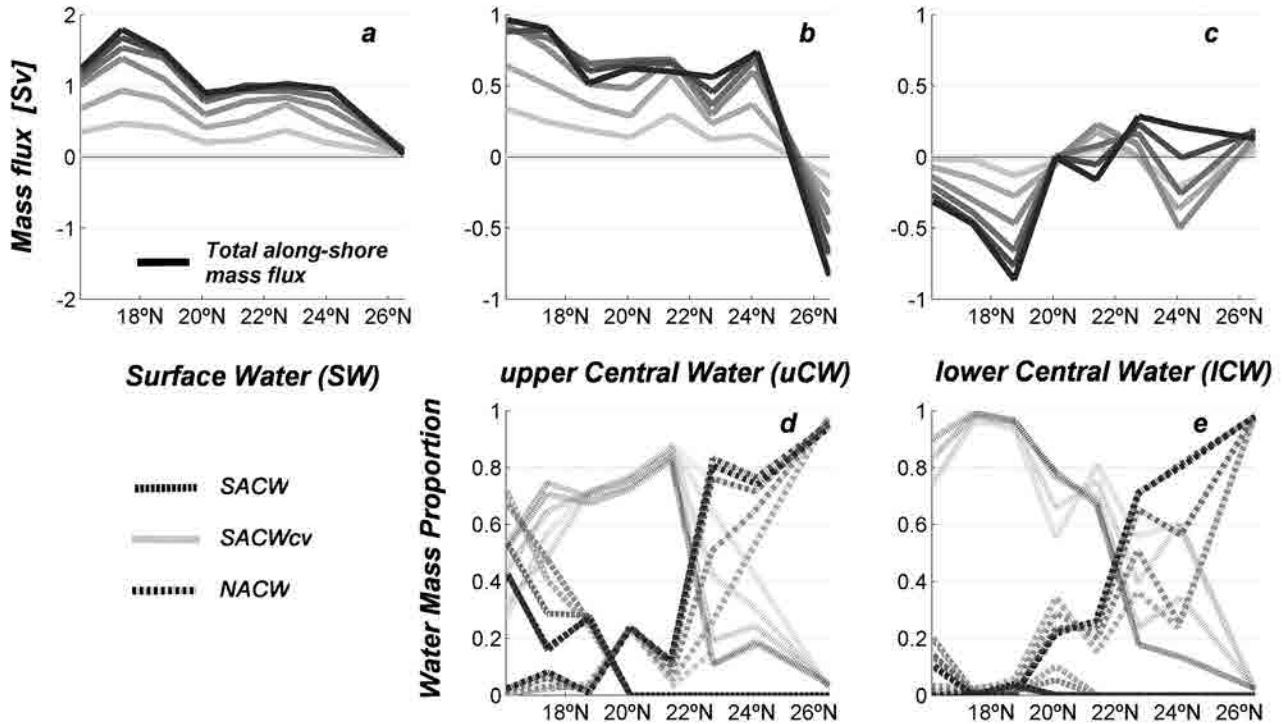 a
b
c
Mass flux [Sv]
2
1
0
-1
-2
1
0.5
0
-0.5
-1
1
0.5
0
-0.5
-1
Total along-shore
mass flux
18ºN 20ºN 22ºN 24ºN 26ºN
18ºN 20ºN 22ºN 24ºN 26ºN
18ºN 20ºN 22ºN 24ºN 26ºN
Surface Water (SW)
upper Central Water (uCW)
lower Central Water (lCW)
SACW
SACWcv
NACW
d
e
Water Mass Proportion
1
0.8
0.6
0.4
0.2
0
1
0.8
0.6
0.4
0.2
0
18ºN 20ºN 22ºN 24ºN 26ºN
18ºN 20ºN 22ºN 24ºN 26ºN